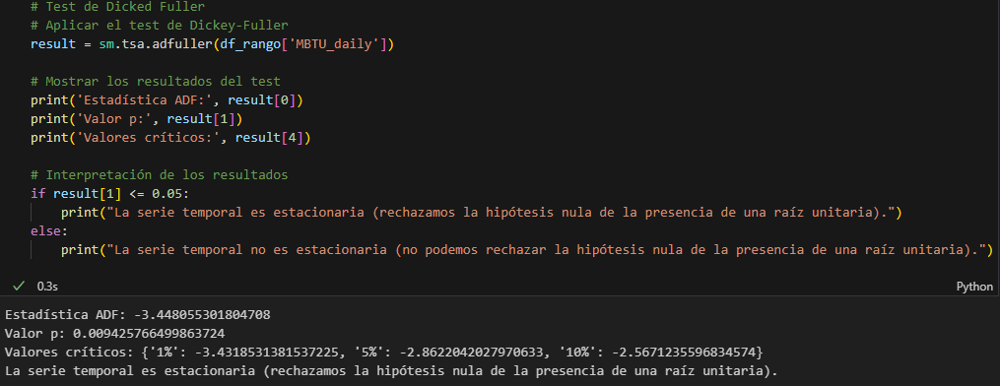 # Test de Dicked Fuller
# Aplicar el test de Dickey-Fuller
result = sm.tsa.adfuller(df_rango['MBTU_daily'])
# Mostrar los resultados del test
print('Estadística ADF:', result[0])
print('Valor p:', result[1])
print('Valores críticos:', result[4])
# Interpretación de los resultados
if result[1] <= 0.05:
    print("La serie temporal es estacionaria (rechazamos la hipótesis nula de la presencia de una raíz unitaria).")
else:
    print("La serie temporal no es estacionaria (no podemos rechazar la hipótesis nula de la presencia de una raíz unitaria).")
0.3s
Python
Estadística ADF: -3.448055301804708
Valor p: 0.009425766499863724
Valores críticos: {'1%': -3.4318531381537225, '5%': -2.8622042027970633, '10%': -2.5671235596834574}
La serie temporal es estacionaria (rechazamos la hipótesis nula de la presencia de una raíz unitaria).